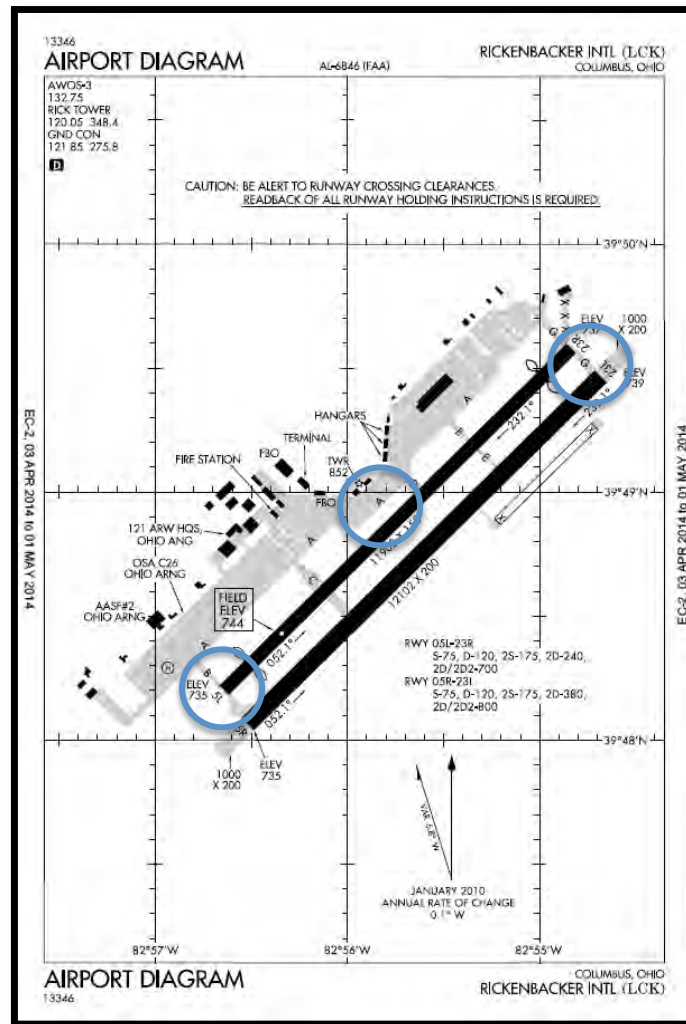 13346
AIRPORT DIAGRAM
AL-6846 (FAA)
RICKENBACKER INTL (LCK)
COLUMBUS, OHIO
AWOS-3
132.75
RICK TOWER
120.05 348.4
GND CON
121.85 275.8
D
CAUTION: BE ALERT TO RUNWAY CROSSING CLEARANCES.
READBACK OF ALL RUNWAY HOLDING INSTRUCTIONS IS REQUIRED.
39°50'N
ELEV
1000
X 200
X
X
X
G
23R
G
23L
ELEV
739
232.1°
HANGARS
A
B
E
X
X
TERMINAL
FBO
TWR
852
FIRE STATION
39°49'N
FBO
A
121 ARW HQS,
OHIO ANG
A
OSA C26
OHIO ARNG
C
12102 X 200
AASF#2
OHIO ARNG
FIELD
ELEV
744
RWY 05L-23R
S-75, D-120, 2S-175, 2D-240,
2D/2D2-700
RWY 05R-23L
S-75, D-120, 2S-175, 2D-380,
2D/2D2-800
052.1°
A
H
B
5L
ELEV
735
052.1°
39°48'N
1000
X 200
ELEV
735
VAR 6.8° W
JANUARY 2010
ANNUAL RATE OF CHANGE
0.1° W
82°57'W
82°56'W
82°55'W
EC-2, 03 APR 2014 to 01 MAY 2014
EC-2, 03 APR 2014 to 01 MAY 2014
AIRPORT DIAGRAM
13346
COLUMBUS, OHIO
RICKENBACKER INTL (LCK)